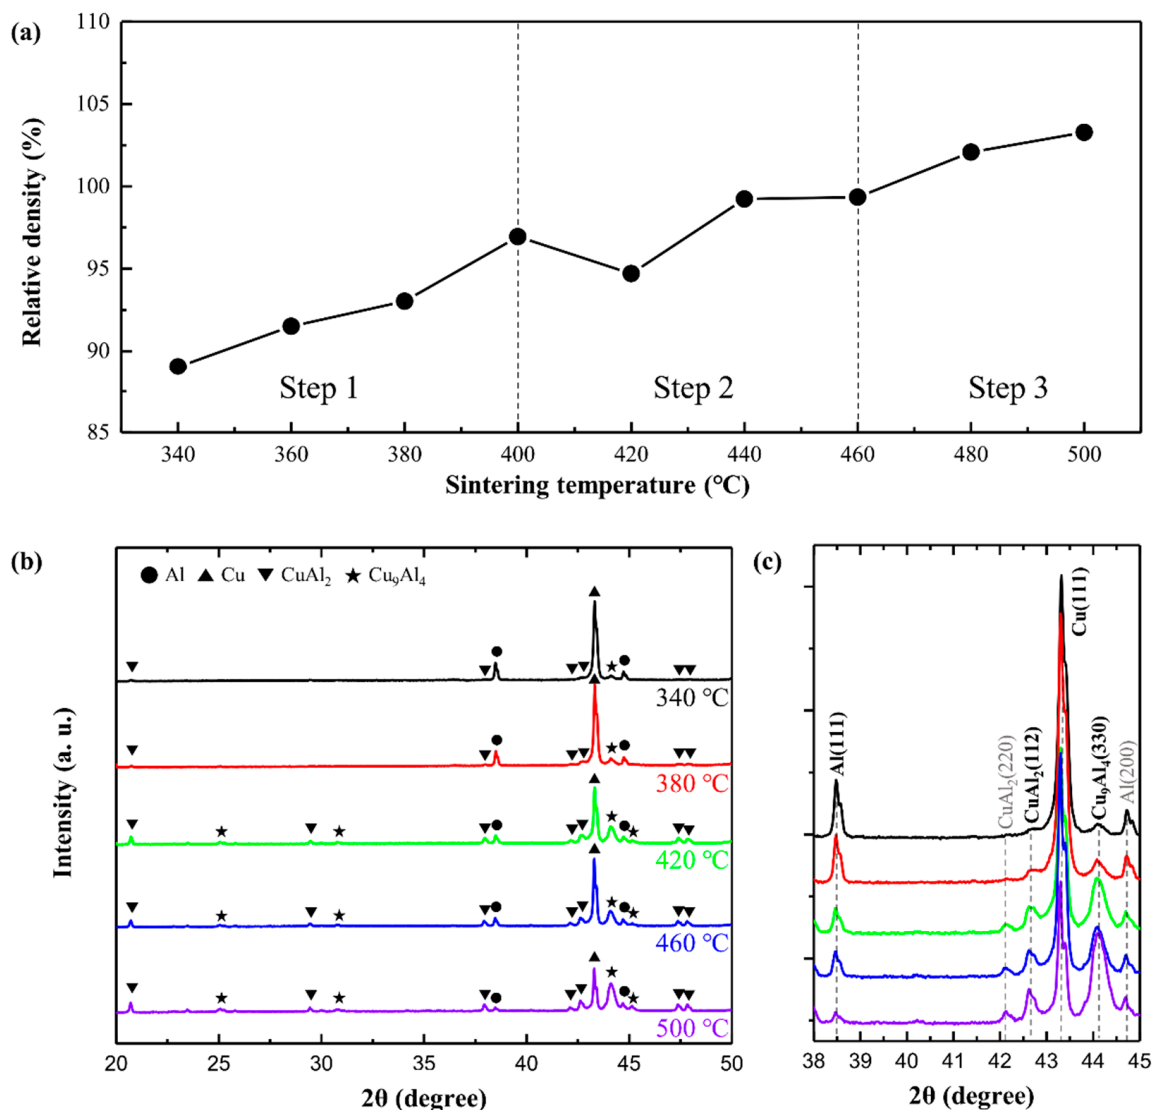 (a)
110
105
100
95
90
85
Relative density (%)
Step 1
Step 2
Step 3
340
360
380
400
420
440
460
480
500
Sintering temperature (℃)
(b)
● Al ▲ Cu ▼ CuAl₂ ★ Cu₉Al₄
340 ℃
380 ℃
420 ℃
460 ℃
500 ℃
Intensity (a. u.)
20
25
30
35
40
45
50
2θ (degree)
(c)
Al(111)
CuAl₂(220)
CuAl₂(112)
Cu(111)
Cu₉Al₄(330)
Al(200)
38
39
40
41
42
43
44
45
2θ (degree)